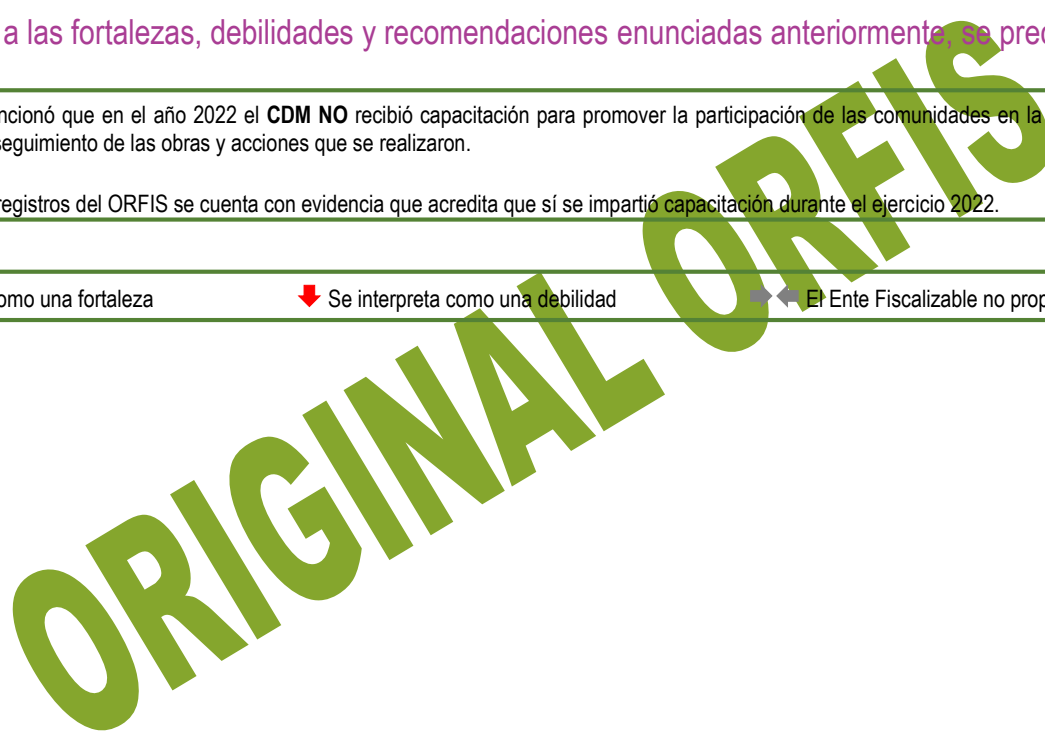 a las fortalezas, debilidades y recomendaciones enunciadas anteriormente, se prec
ncionó que en el año 2022 el CDM NO recibió capacitación para promover la participación de las comunidades en la
seguimiento de las obras y acciones que se realizaron.
registros del ORFIS se cuenta con evidencia que acredita que sí se impartió capacitación durante el ejercicio 2022.
omo una fortaleza Se interpreta como una debilidad El Ente Fiscalizable no prop
ORIGINAL ORFIS